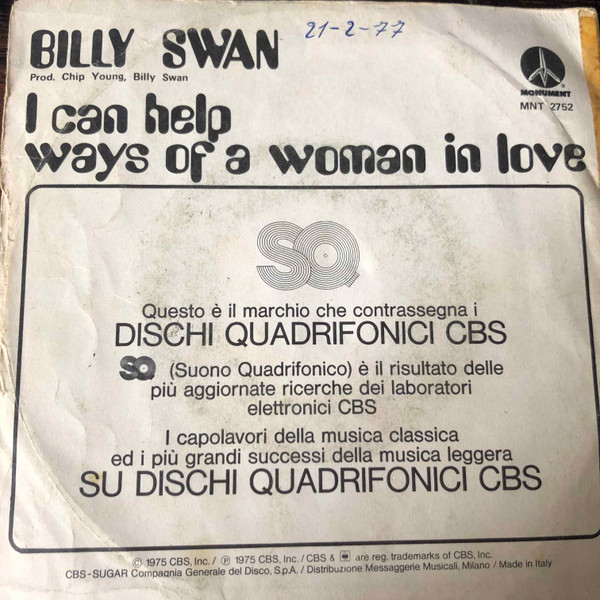 BILLY SWAN
21-2-77
Prod. Chip Young, Billy Swan
MONUMENT
MNT 2752
I can help
ways of a woman in love
SQ
Questo è il marchio che contrassegna i
DISCHI QUADRIFONICI CBS
SQ (Suono Quadrifonico) è il risultato delle
più aggiornate ricerche dei laboratori
elettronici CBS
I capolavori della musica classica
ed i più grandi successi della musica leggera
SU DISCHI QUADRIFONICI CBS
© 1975 CBS, Inc. / ℗ 1975 CBS, Inc. / CBS & are reg. trademarks of CBS, Inc.
CBS-SUGAR Compagnia Generale del Disco, S.p.A. / Distribuzione Messaggerie Musicali, Milano / Made in Italy